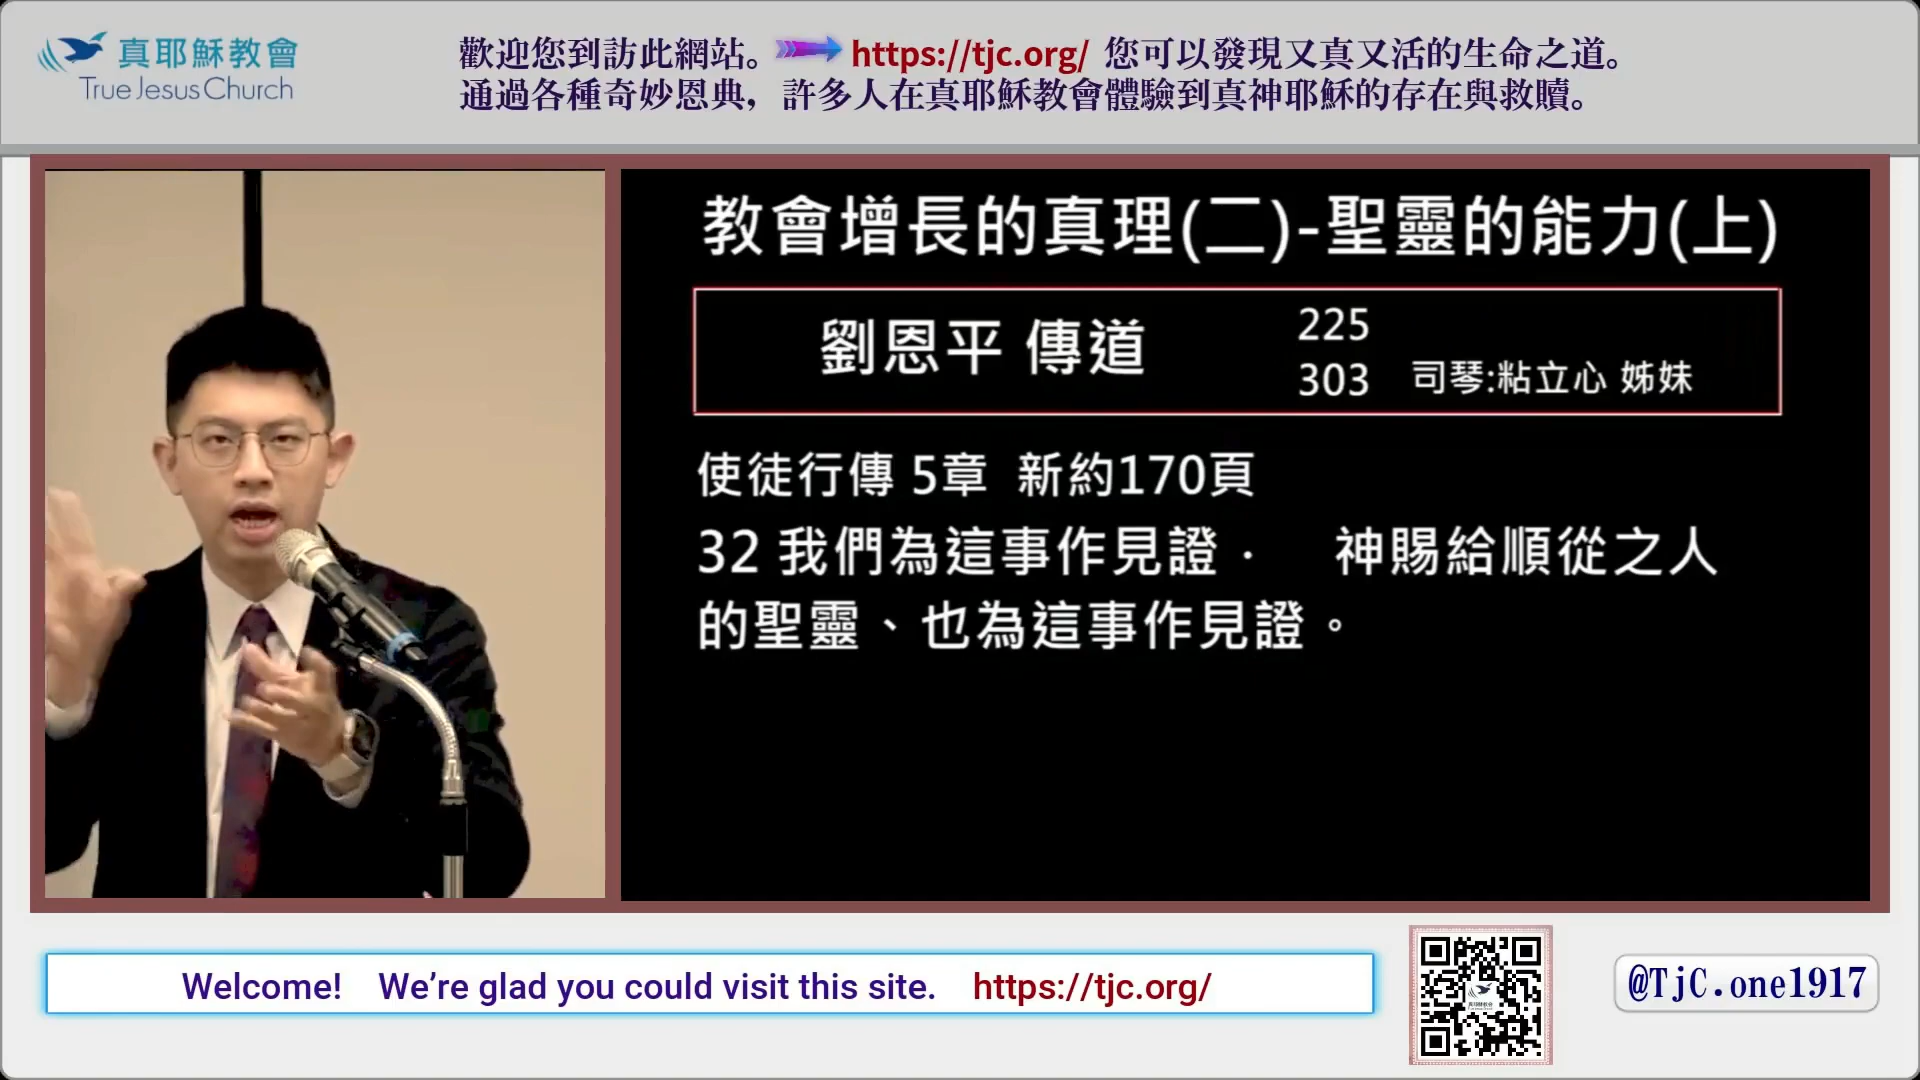 真耶穌教會
True Jesus Church
歡迎您到訪此網站。 https://tjc.org/ 您可以發現又真又活的生命之道。
通過各種奇妙恩典，許多人在真耶穌教會體驗到真神耶穌的存在與救贖。
教會增長的真理(二)-聖靈的能力(上)
劉恩平 傳道
225
303 司琴:粘立心 姊妹
使徒行傳 5章 新約170頁
32 我們為這事作見證． 神賜給順從之人
的聖靈、也為這事作見證。
Welcome! We’re glad you could visit this site. https://tjc.org/
@TjC.one1917